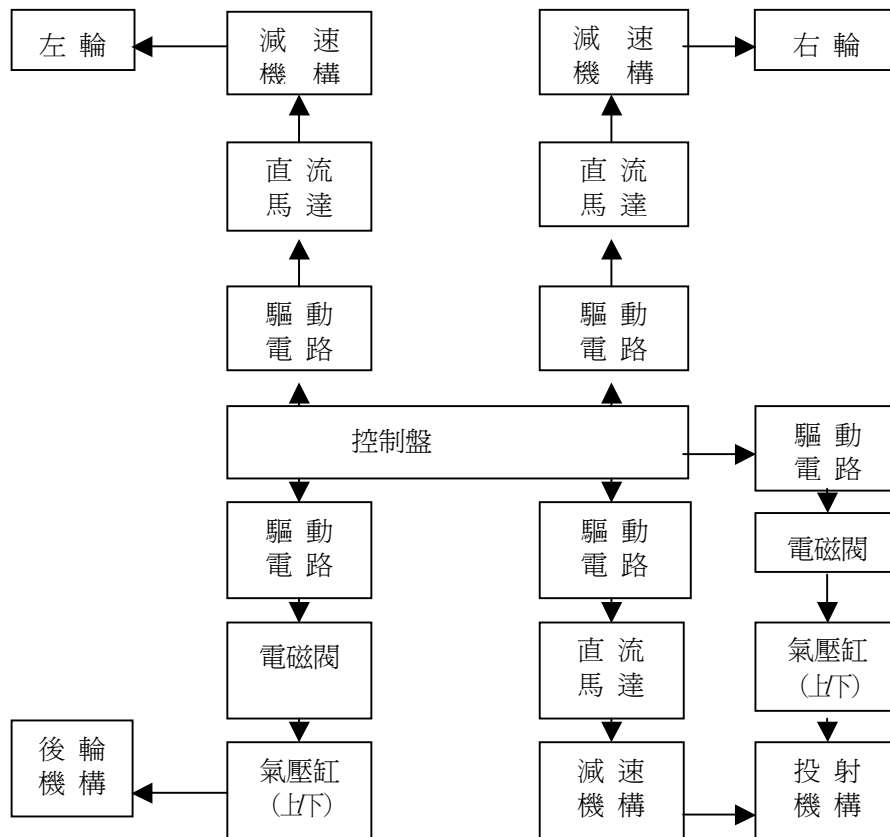 左輪
減速
機構
減速
機構
右輪
直流
馬達
直流
馬達
驅動
電路
驅動
電路
控制盤
驅動
電路
驅動
電路
驅動
電路
電磁閥
電磁閥
直流
馬達
氣壓缸
(上下)
後輪
機構
氣壓缸
(上下)
減速
機構
投射
機構